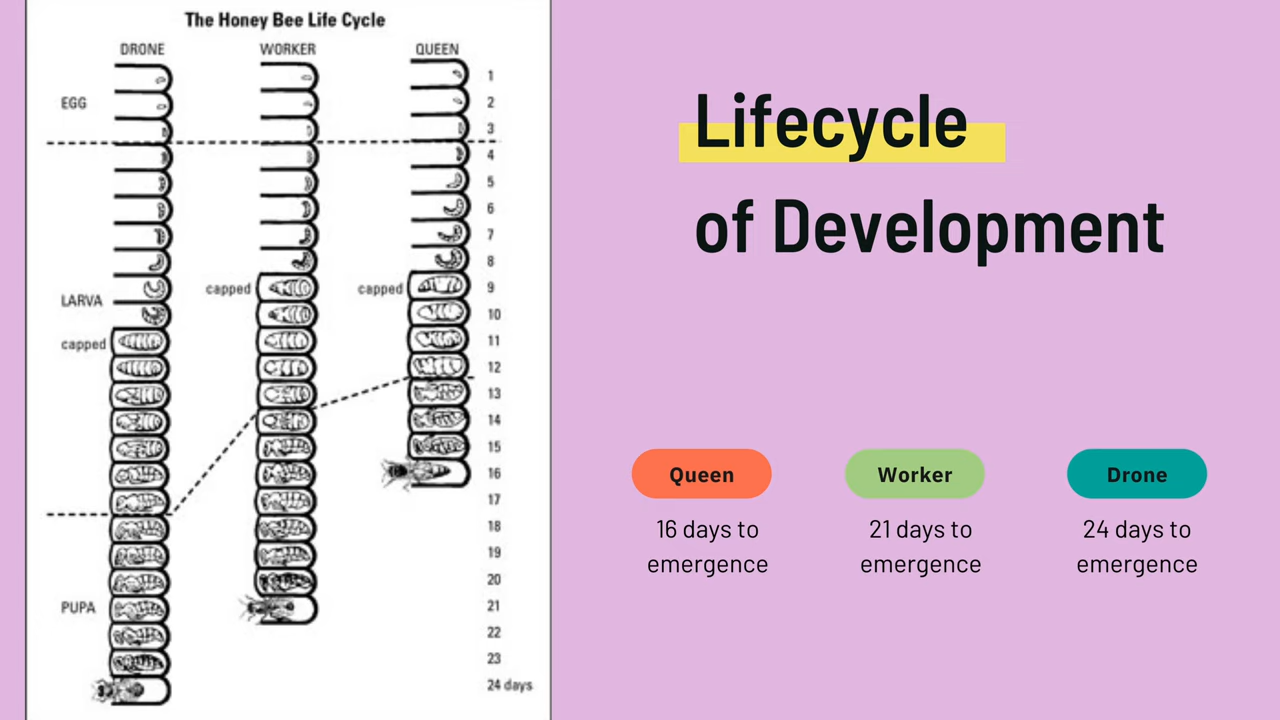 The Honey Bee Life Cycle
DRONE WORKER QUEEN
1
EGG 2
3
4
5
6
7
8
capped capped 9
LARVA 10
capped 11
12
13
14
15
16
17
18
19
20
PUPA 21
22
23
24 days
Lifecycle
of Development
Queen
16 days to
emergence
Worker
21 days to
emergence
Drone
24 days to
emergence